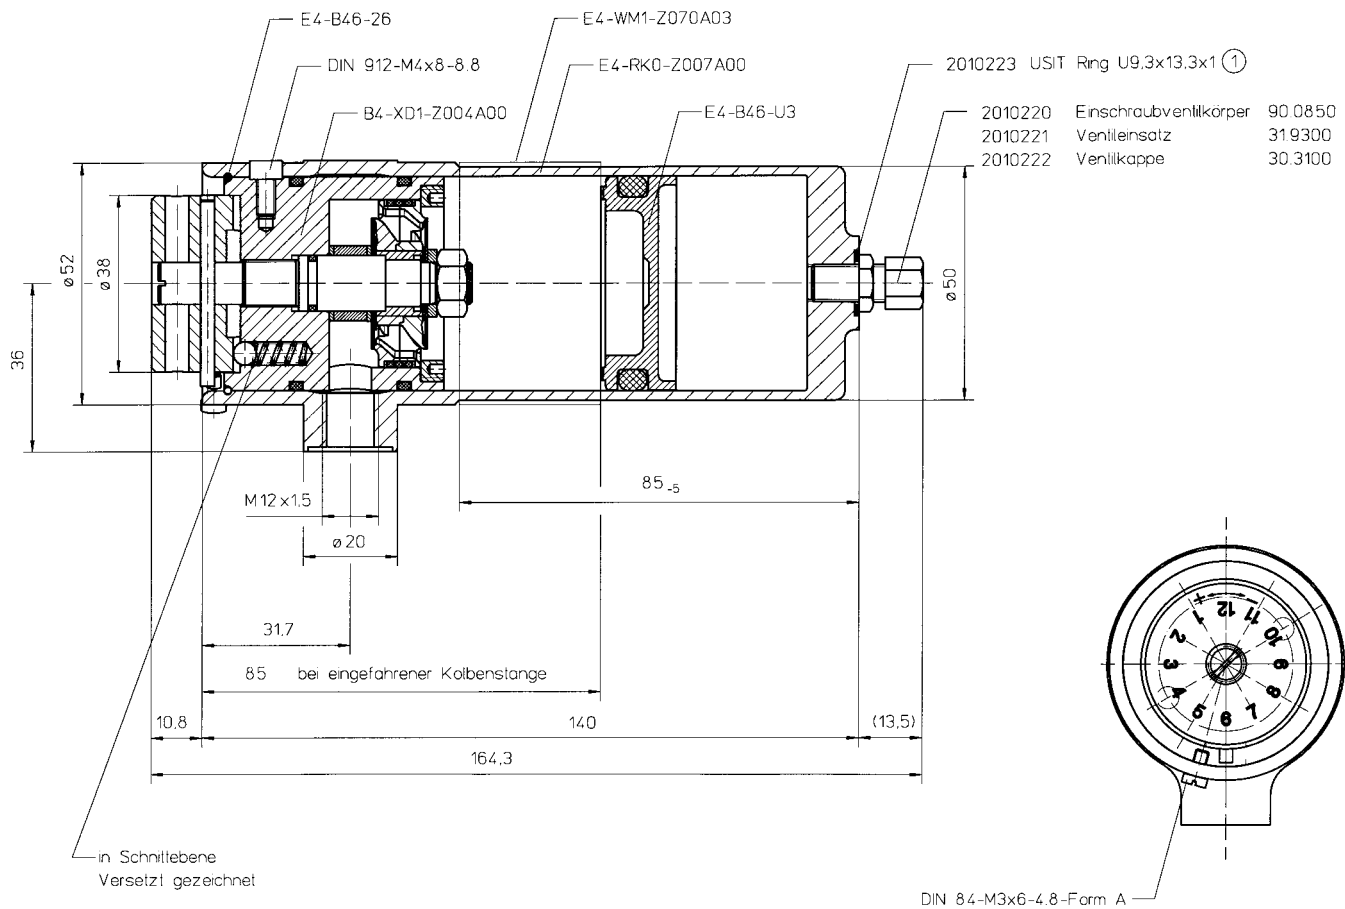 E4-B46-26
E4-WM1-Z070A03
DIN 912-M4x8-8.8
E4-RK0-Z007A00
2010223 USIT Ring U9,3x13,3x1 1
B4-XD1-Z004A00
E4-B46-U3
2010220 Einschraubventilkörper 90.0850
2010221 Ventileinsatz 31.9300
2010222 Ventilkappe 30.3100
ø52
ø38
ø50
36
85 -5
M12x1,5
ø20
31,7
85 bei eingefahrener Kolbenstange
10,8
140
(13,5)
164,3
+ -
12
11
10
9
8
7
6
5
4
3
2
1
in Schnittebene
Versetzt gezeichnet
DIN 84-M3x6-4.8-Form A